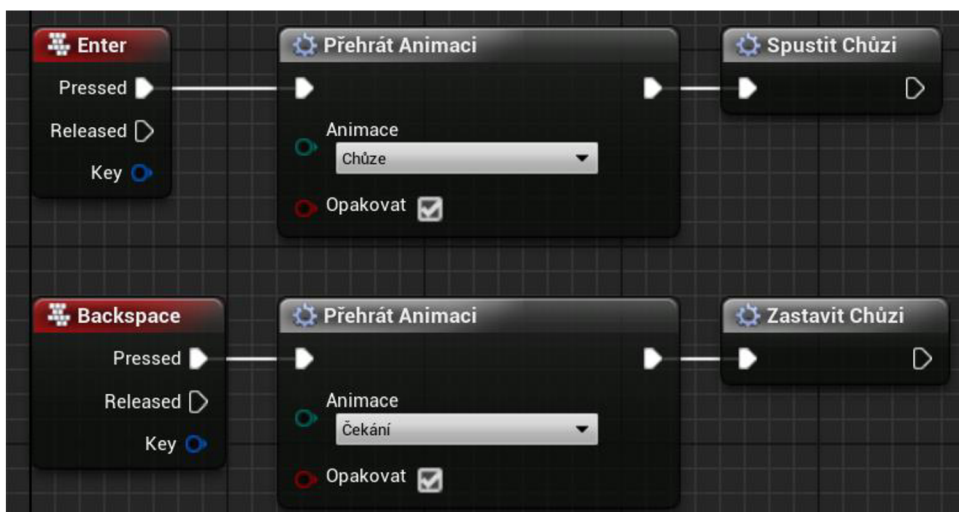 Enter
Pressed
Released
Key
Přehrát Animaci
Animace
Chůze
Opakovat
Spustit Chůzi
Backspace
Pressed
Released
Key
Přehrát Animaci
Animace
Čekání
Opakovat
Zastavit Chůzi